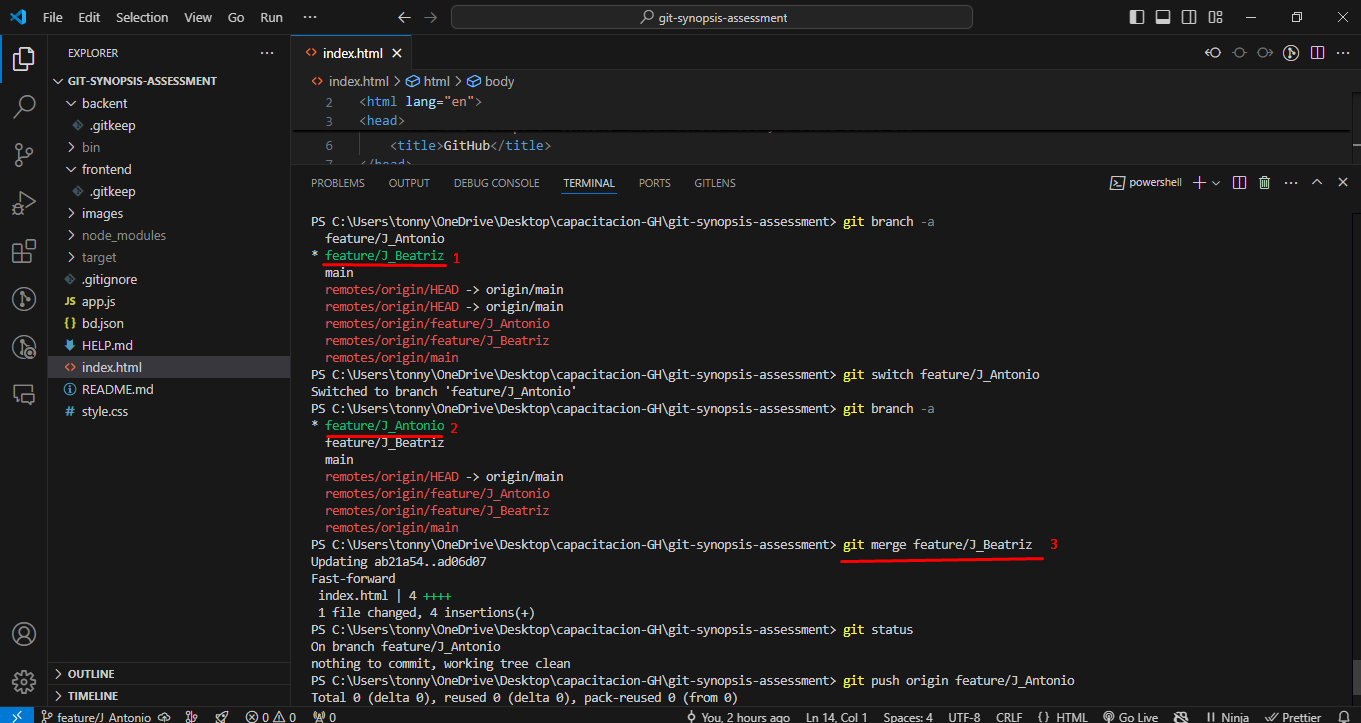 File Edit Selection View Go Run ··· git-synopsis-assessment
EXPLORER ···
GIT-SYNOPSIS-ASSESSMENT
backent
.gitkeep
bin
frontend
.gitkeep
images
node_modules
target
.gitignore
JS app.js
{} bd.json
HELP.md
<> index.html
README.md
# style.css
OUTLINE
TIMELINE
<> index.html
<> index.html > html > body
2 <html lang="en">
3 <head>
6 <title>GitHub</title>
7 </head>
PROBLEMS OUTPUT DEBUG CONSOLE TERMINAL PORTS GITLENS powershell
PS C:\Users\tonny\OneDrive\Desktop\capacitacion-GH\git-synopsis-assessment> git branch -a
feature/J_Antonio
* feature/J_Beatriz 1
main
remotes/origin/HEAD -> origin/main
remotes/origin/HEAD -> origin/main
remotes/origin/feature/J_Antonio
remotes/origin/feature/J_Beatriz
remotes/origin/main
PS C:\Users\tonny\OneDrive\Desktop\capacitacion-GH\git-synopsis-assessment> git switch feature/J_Antonio
Switched to branch 'feature/J_Antonio'
PS C:\Users\tonny\OneDrive\Desktop\capacitacion-GH\git-synopsis-assessment> git branch -a
* feature/J_Antonio 2
feature/J_Beatriz
main
remotes/origin/HEAD -> origin/main
remotes/origin/feature/J_Antonio
remotes/origin/feature/J_Beatriz
remotes/origin/main
PS C:\Users\tonny\OneDrive\Desktop\capacitacion-GH\git-synopsis-assessment> git merge feature/J_Beatriz 3
Updating ab21a54..ad06d07
Fast-forward
index.html | 4 ++++
1 file changed, 4 insertions(+)
PS C:\Users\tonny\OneDrive\Desktop\capacitacion-GH\git-synopsis-assessment> git status
On branch feature/J_Antonio
nothing to commit, working tree clean
PS C:\Users\tonny\OneDrive\Desktop\capacitacion-GH\git-synopsis-assessment> git push origin feature/J_Antonio
Total 0 (delta 0), reused 0 (delta 0), pack-reused 0 (from 0)
feature/J_Antonio 0 0 0 You, 2 hours ago Ln 14, Col 1 Spaces: 4 UTF-8 CRLF {} HTML Go Live Ninja Prettier